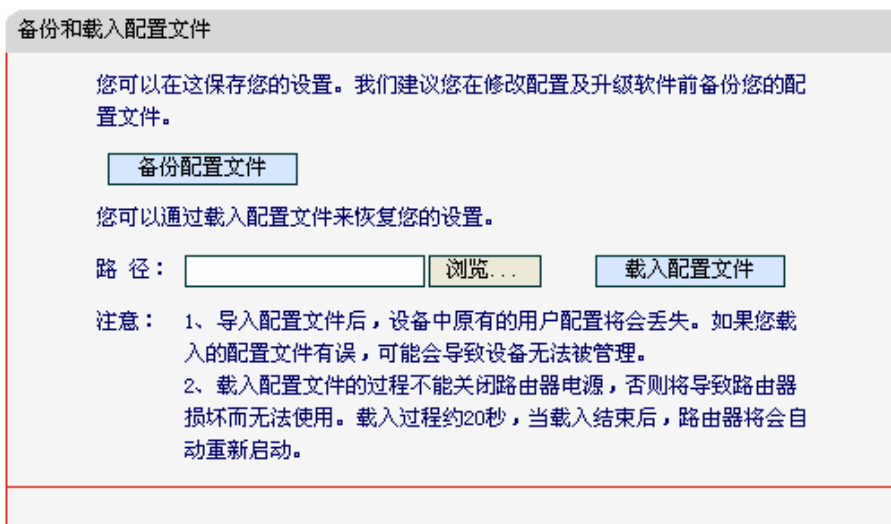 备份和载入配置文件
您可以在这保存您的设置。我们建议您在修改配置及升级软件前备份您的配
置文件。
备份配置文件
您可以通过载入配置文件来恢复您的设置。
路 径： 浏览... 载入配置文件
注意： 1、导入配置文件后，设备中原有的用户配置将会丢失。如果您载
入的配置文件有误，可能会导致设备无法被管理。
2、载入配置文件的过程不能关闭路由器电源，否则将导致路由器
损坏而无法使用。载入过程约20秒，当载入结束后，路由器将会自
动重新启动。